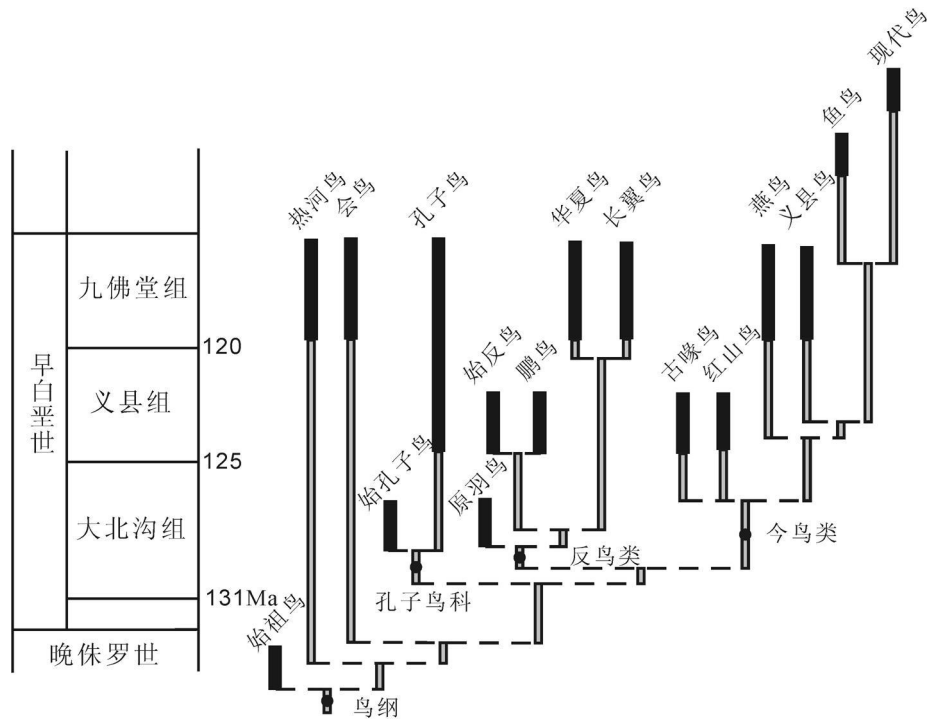 现代鸟
鱼鸟
热河鸟
会鸟
孔子鸟
华夏鸟
长翼鸟
燕鸟
义县鸟
九佛堂组
120
始反鸟
鹏鸟
古喙鸟
红山鸟
早白垩世
义县组
125
始孔子鸟
原羽鸟
大北沟组
今鸟类
反鸟类
131Ma
孔子鸟科
始祖鸟
晚侏罗世
鸟纲